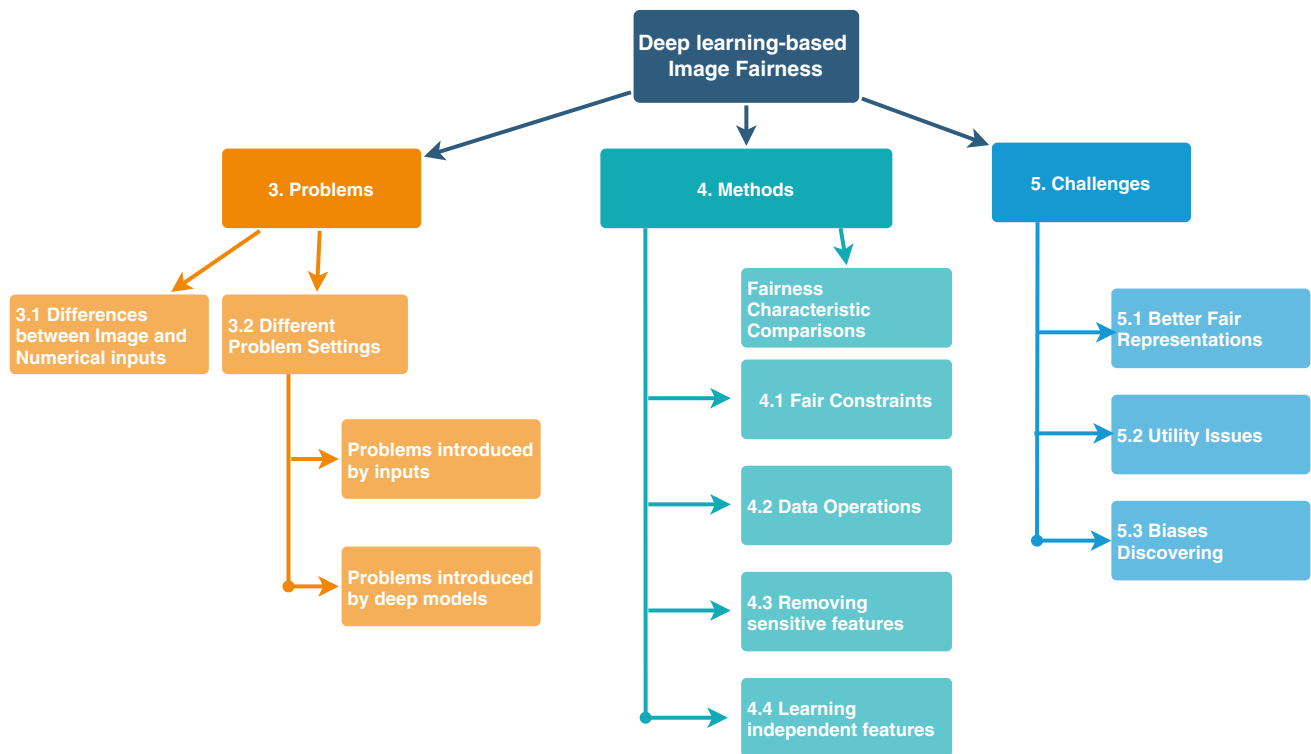 Deep learning-based
Image Fairness
3. Problems
4. Methods
5. Challenges
3.1 Differences
between Image and
Numerical inputs
3.2 Different
Problem Settings
Problems introduced
by inputs
Problems introduced
by deep models
Fairness
Characteristic
Comparisons
4.1 Fair Constraints
4.2 Data Operations
4.3 Removing
sensitive features
4.4 Learning
independent features
5.1 Better Fair
Representations
5.2 Utility Issues
5.3 Biases
Discovering